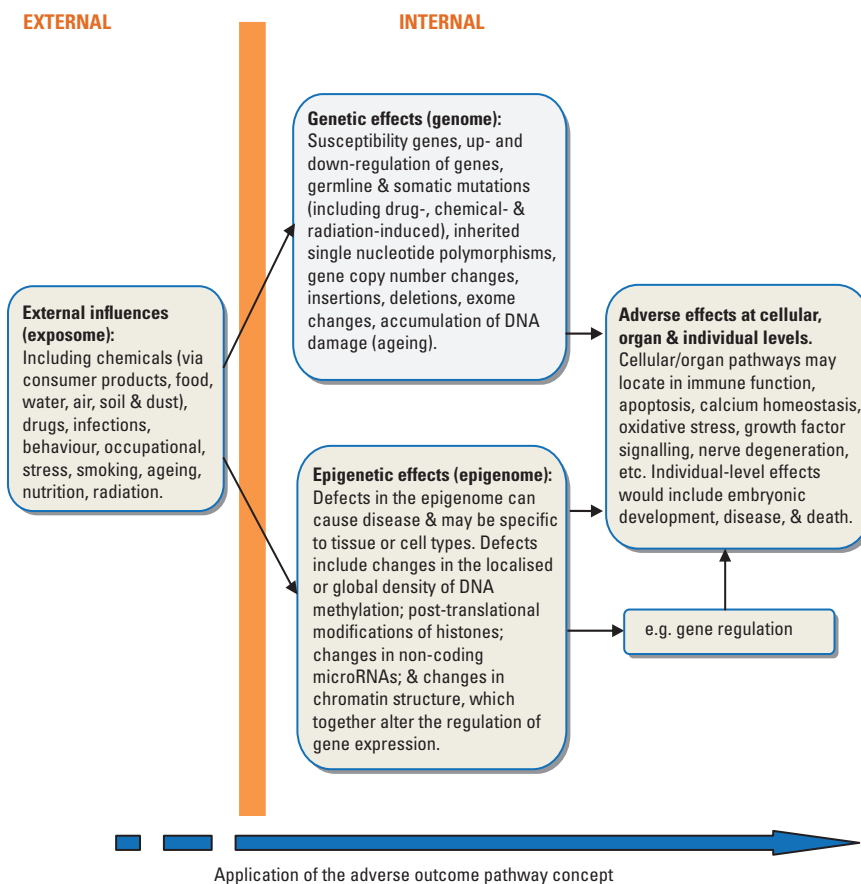 EXTERNAL
INTERNAL
Genetic effects (genome):
Susceptibility genes, up- and
down-regulation of genes,
germline & somatic mutations
(including drug-, chemical- &
radiation-induced), inherited
single nucleotide polymorphisms,
gene copy number changes,
insertions, deletions, exome
changes, accumulation of DNA
damage (ageing).
External influences
(exposome):
Including chemicals (via
consumer products, food,
water, air, soil & dust),
drugs, infections,
behaviour, occupational,
stress, smoking, ageing,
nutrition, radiation.
Adverse effects at cellular,
organ & individual levels.
Cellular/organ pathways may
locate in immune function,
apoptosis, calcium homeostasis,
oxidative stress, growth factor
signalling, nerve degeneration,
etc. Individual-level effects
would include embryonic
development, disease, & death.
Epigenetic effects (epigenome):
Defects in the epigenome can
cause disease & may be specific
to tissue or cell types. Defects
include changes in the localised
or global density of DNA
methylation; post-translational
modifications of histones;
changes in non-coding
microRNAs; & changes in
chromatin structure, which
together alter the regulation of
gene expression.
e.g. gene regulation
Application of the adverse outcome pathway concept